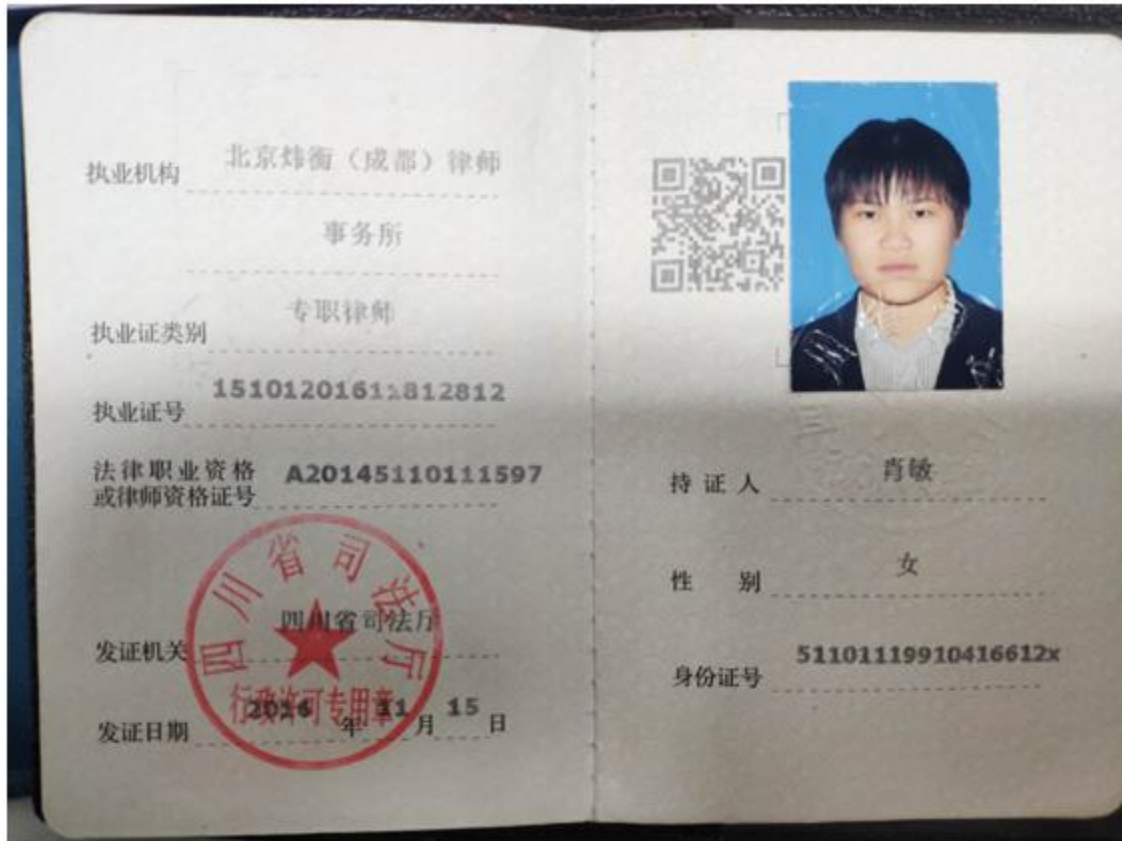 执业机构 北京炜衡（成都）律师
事务所
执业证类别 专职律师
执业证号 15101201611812812
法律职业资格
或律师资格证号 A20145110111597
发证机关 四川省司法厅
发证日期 2016 年 11 月 15 日
四川省司法厅
行政许可专用章
持证人 肖敏
性别 女
身份证号 51101119910416612x